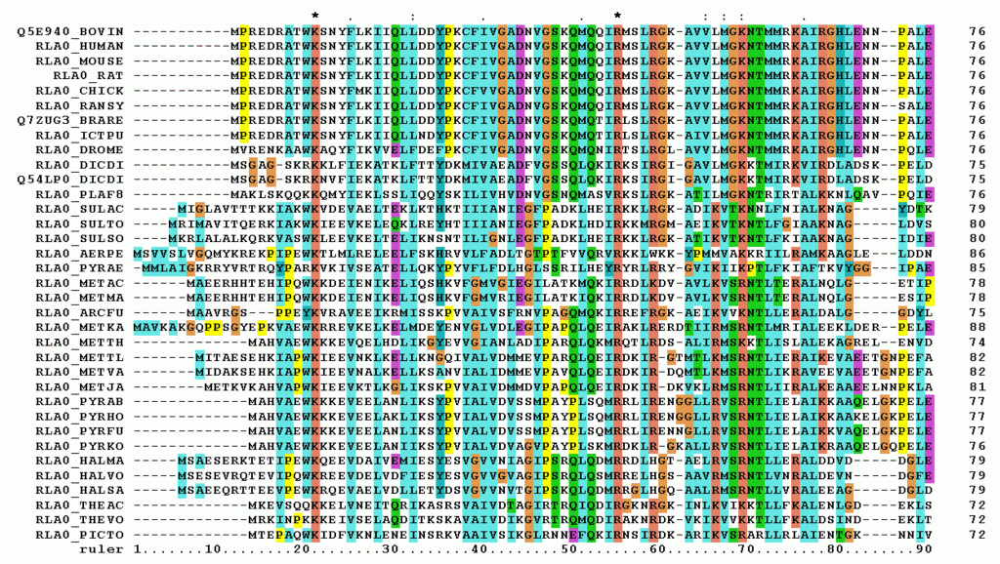 Q5E940_BOVIN -----------MPREDRATWKSNYFLKIIQLLDDYPKCFIVGADNVGSKQMQQIRMSLRGK-AVVLMGKNTMMRKAIRGHLENN--PALE 76
RLA0_HUMAN -----------MPREDRATWKSNYFLKIIQLLDDYPKCFIVGADNVGSKQMQQIRMSLRGK-AVVLMGKNTMMRKAIRGHLENN--PALE 76
RLA0_MOUSE -----------MPREDRATWKSNYFLKIIQLLDDYPKCFIVGADNVGSKQMQQIRMSLRGK-AVVLMGKNTMMRKAIRGHLENN--PALE 76
RLA0_RAT -----------MPREDRATWKSNYFLKIIQLLDDYPKCFIVGADNVGSKQMQQIRMSLRGK-AVVLMGKNTMMRKAIRGHLENN--PALE 76
RLA0_CHICK -----------MPREDRATWKSNYFMKIIQLLDDYPKCFVVGADNVGSKQMQQIRMSLRGK-AVVLMGKNTMMRKAIRGHLENN--PALE 76
RLA0_RANSY -----------MPREDRATWKSNYFLKIIQLLDDYPKCFIVGADNVGSKQMQQIRMSLRGK-AVVLMGKNTMMRKAIRGHLENN--SALE 76
Q7ZUG3_BRARE -----------MPREDRATWKSNYFLKIIQLLDDYPKCFIVGADNVGSKQMQTIRLSLRGK-AVVLMGKNTMMRKAIRGHLENN--PALE 76
RLA0_ICTPU -----------MPREDRATWKSNYFLKIIQLLNDYPKCFIVGADNVGSKQMQTIRLSLRGK-AIVLMGKNTMMRKAIRGHLENN--PALE 76
RLA0_DROME -----------MVRENKAAWKAQYFIKVVELFDEFPKCFIVGADNVGSKQMQNIRTSLRGL-AVVLMGKNTMMRKAIRGHLENN--PQLE 76
RLA0_DICDI -----------MSGAG-SKRKKLFIEKATKLFTTYDKMIVAEADFVGSSQLQKIRKSIRGI-GAVLMGKKTMIRKVIRDLADSK--PELD 75
Q54LP0_DICDI -----------MSGAG-SKRKNVFIEKATKLFTTYDKMIVAEADFVGSSQLQKIRKSIRGI-GAVLMGKKTMIRKVIRDLADSK--PELD 75
RLA0_PLAF8 -----------MAKLSKQQKKQMYIEKLSSLIQQYSKILIVHVDNVGSNQMASVRKSLRGK-ATILMGKNTRIRTALKKNLQAV--PQIE 76
RLA0_SULAC -----MIGLAVTTTKKIAKWKVDEVAELTEKLKTHKTIIIANIEGFPADKLHEIRKKLRGK-ADIKVTKNNLFNIALKNAG-----YDTK 79
RLA0_SULTO ----MRIMAVITQERKIAKWKIEEVKELEQKLREYHTIIIANIEGFPADKLHDIRKKMRGM-AEIKVTKNTLFGIAAKNAG-----LDVS 80
RLA0_SULSO ----MKRLALALKQRKVASWKLEEVKELTELIKNSNTILIGNLEGFPADKLHEIRKKLRGK-ATIKVTKNTLFKIAAKNAG-----IDIE 80
RLA0_AERPE MSVVSLVGQMYKREKPIPEWKTLMLRELEELFSKHRVVLFADLTGTPTFVVQRVRKKLWKK-YPMMVAKKRIILRAMKAAGLE---LDDN 86
RLA0_PYRAE -MMLAIGKRRYVRTRQYPARKVKIVSEATELLQKYPYVFLFDLHGLSSRILHEYRYRLRRY-GVIKIIKPTLFKIAFTKVYGG---IPAE 85
RLA0_METAC -----MAEERHHTEHIPQWKKDEIENIKELIQSHKVFGMVGIEGILATKMQKIRRDLKDV-AVLKVSRNTLTERALNQLG-----ETIP 78
RLA0_METMA -----MAEERHHTEHIPQWKKDEIENIKELIQSHKVFGMVRIEGILATKIQKIRRDLKDV-AVLKVSRNTLTERALNQLG-----ESIP 78
RLA0_ARCFU ------MAAVRGS---PPEYKVRAVEEIKRMISSKPVVAIVSFRNVPAGQMQKIRREFRGK-AEIKVVKNTLLERALDALG-----GDYL 75
RLA0_METKA MAVKAKGQPPSGYEPKVAEWKRREVKELKELMDEYENVGLVDLEGIPAPQLQEIRAKLRERDTIIRMSRNTLMRIALEEKLDER--PELE 88
RLA0_METTH -------------MAHVAEWKKKEVQELHDLIKGYEVVGIANLADIPARQLQKMRQTLRDS-ALIRMSKKTLISLALEKAGREL--ENVD 74
RLA0_METTL -------MITAESEHKIAPWKIEEVNKLKELLKNGQIVALVDMMEVPARQLQEIRDKIR-GTMTLKMSRNTLIERAIKEVAEETGNPEFA 82
RLA0_METVA -------MIDAKSEHKIAPWKIEEVNALKELLKSANVIALIDMMEVPAVQLQEIRDKIR-DQMTLKMSRNTLIKRAVEEVAEETGNPEFA 82
RLA0_METJA --------METKVKAHVAPWKIEEVKTLKGLIKSKPVVAIVDMMDVPAPQLQEIRDKIR-DKVKLRMSRNTLIIRALKEAAEELNNPKLA 81
RLA0_PYRAB -------------MAHVAEWKKKEVEELANLIKSYPVIALVDVSSMPAYPLSQMRRLIRENGGLLRVSRNTLIELAIKKAAQELGKPELE 77
RLA0_PYRHO -------------MAHVAEWKKKEVEELAKLIKSYPVIALVDVSSMPAYPLSQMRRLIRENGGLLRVSRNTLIELAIKKAAKELGKPELE 77
RLA0_PYRFU -------------MAHVAEWKKKEVEELANLIKSYPVVALVDVSSMPAYPLSQMRRLIRENNGLLRVSRNTLIELAIKKVAQELGKPELE 77
RLA0_PYRKO -------------MAHVAEWKKKEVEELANIIKSYPVIALVDVAGVPAYPLSKMRDKLR-GKALLRVSRNTLIELAIKRAAQELGQPELE 76
RLA0_HALMA -----MSAESERKTETIPEWKQEEVDAIVEMIESYESVGVVNIAGIPSRQLQDMRRDLHGT-AELRVSRNTLLERALDDVD-----DGLE 79
RLA0_HALVO -----MSESEVRQTEVIPQWKREEVDELVDFIESYESVGVVGVAGIPSRQLQSMRRELHGS-AAVRMSRNTLVNRALDEVN-----DGFE 79
RLA0_HALSA -----MSAEEQRTTEEVPEWKRQEVAELVDLLETYDSVGVVNVTGIPSKQLQDMRRGLHGQ-AALRMSRNTLLVRALEEAG-----DGLD 79
RLA0_THEAC -------------MKEVSQQKKELVNEITQRIKASRSVAIVDTAGIRTRQIQDIRGKNRGK-INLKVIKKTLLFKALENLGD----EKLS 72
RLA0_THEVO -------------MRKINPKKKEIVSELAQDITKSKAVAIVDIKGVRTRQMQDIRAKNRDK-VKIKVVKKTLLFKALDSIND----EKLT 72
RLA0_PICTO -------------MTEPAQWKIDFVKNLENEINSRKVAAIVSIKGLRNNEFQKIRNSIRDK-ARIKVSRARLLRLAIENTGK----NNIV 72
ruler 1.......10........20........30........40........50........60........70........80........90